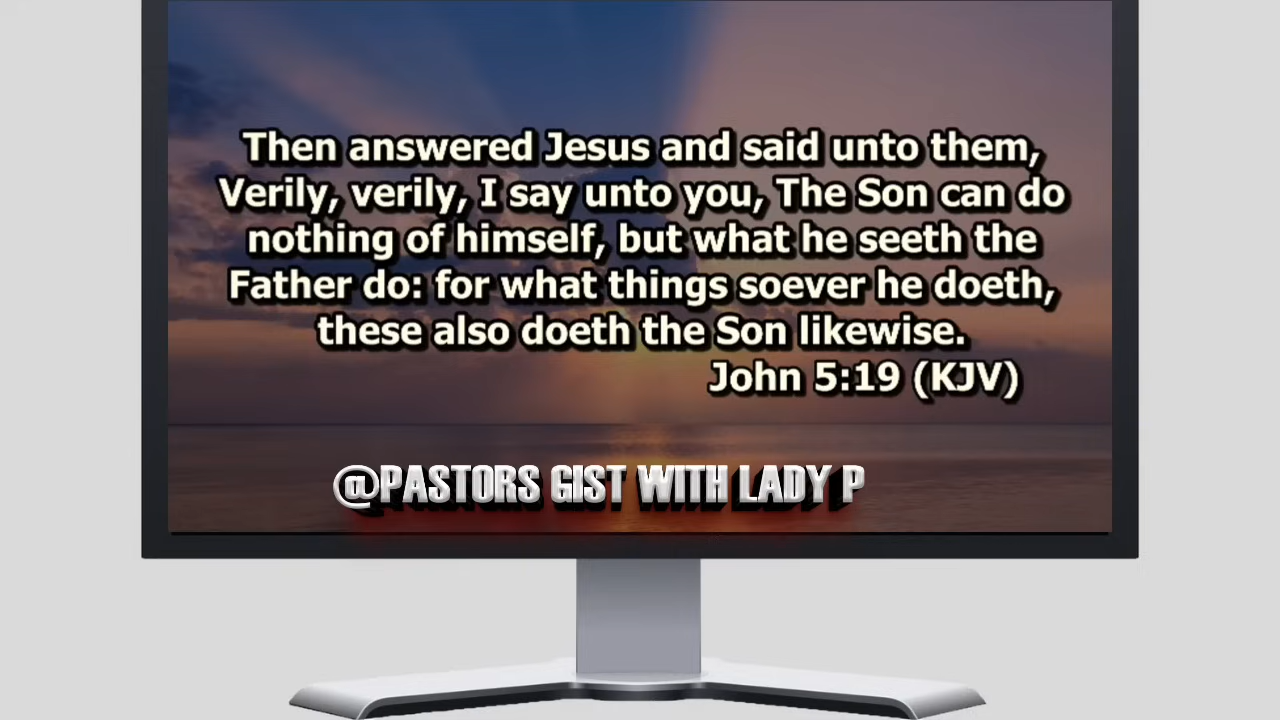 Then answered Jesus and said unto them,
Verily, verily, I say unto you, The Son can do
nothing of himself, but what he seeth the
Father do: for what things soever he doeth,
these also doeth the Son likewise.
John 5:19 (KJV)
@PASTORS GIST WITH LADY P